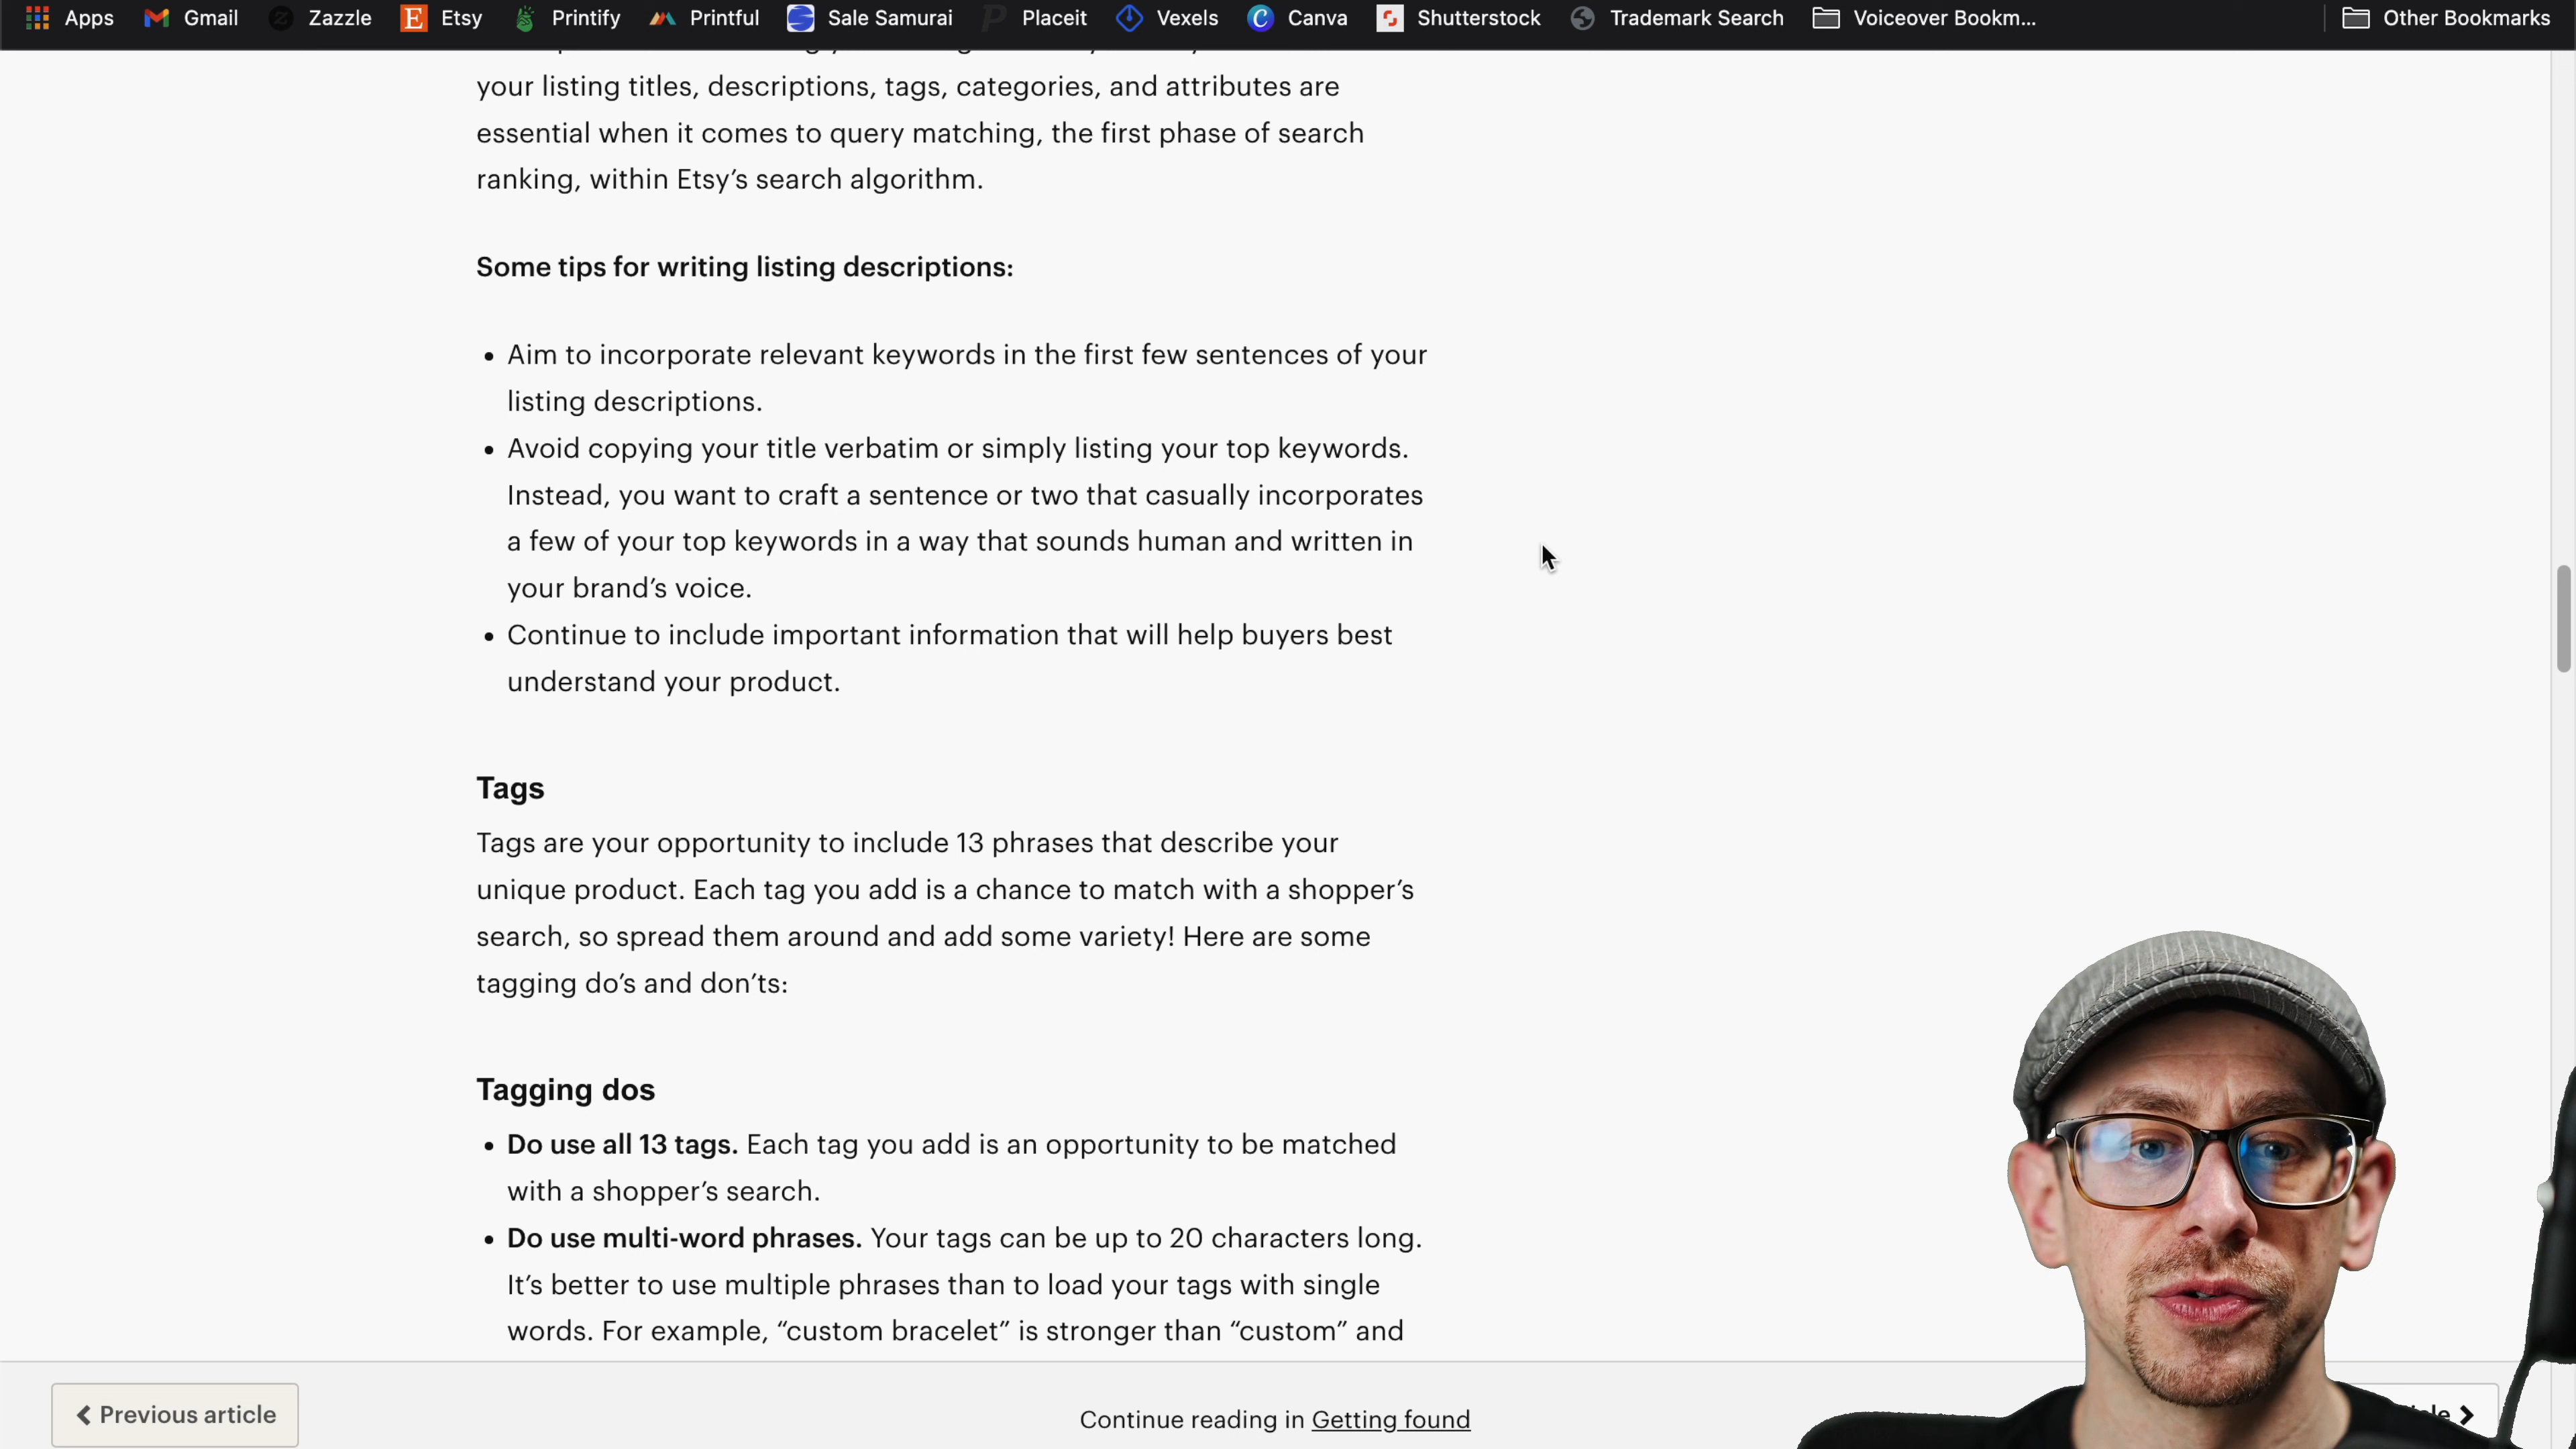 Apps Gmail Zazzle Etsy Printify Printful Sale Samurai Placeit Vexels Canva Shutterstock Trademark Search Voiceover Bookm... Other Bookmarks
your listing titles, descriptions, tags, categories, and attributes are
essential when it comes to query matching, the first phase of search
ranking, within Etsy’s search algorithm.
Some tips for writing listing descriptions:
• Aim to incorporate relevant keywords in the first few sentences of your
listing descriptions.
• Avoid copying your title verbatim or simply listing your top keywords.
Instead, you want to craft a sentence or two that casually incorporates
a few of your top keywords in a way that sounds human and written in
your brand’s voice.
• Continue to include important information that will help buyers best
understand your product.
Tags
Tags are your opportunity to include 13 phrases that describe your
unique product. Each tag you add is a chance to match with a shopper’s
search, so spread them around and add some variety! Here are some
tagging do’s and don’ts:
Tagging dos
• Do use all 13 tags. Each tag you add is an opportunity to be matched
with a shopper’s search.
• Do use multi-word phrases. Your tags can be up to 20 characters long.
It’s better to use multiple phrases than to load your tags with single
words. For example, “custom bracelet” is stronger than “custom” and
Previous article
Continue reading in Getting found